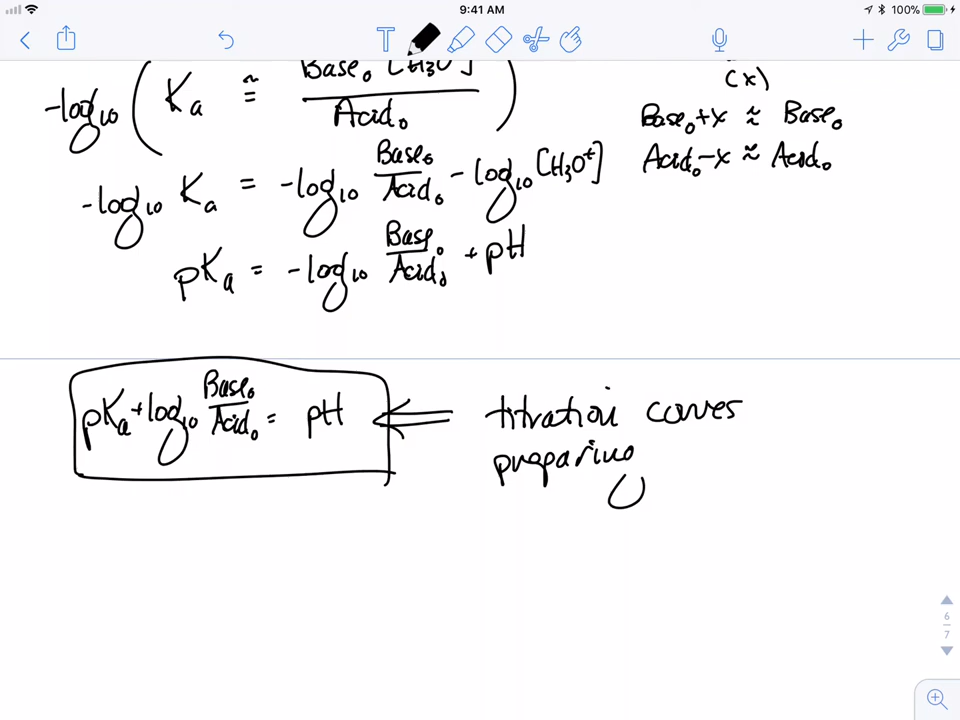 9:41 AM
100%
T
Base₀ [H₃O⁺]
-log₁₀ ( Kₐ ≅ ――― )
Acid₀
(x)
Base₀+x ≈ Base₀
Acid₀-x ≈ Acid₀
-log₁₀ Kₐ = -log₁₀ Base₀/Acid₀ - log₁₀ [H₃O⁺]
pKₐ = -log₁₀ Base₀/Acid₀ + pH
pKₐ+log₁₀ Base₀/Acid₀ = pH
titration curves
preparing
6
7